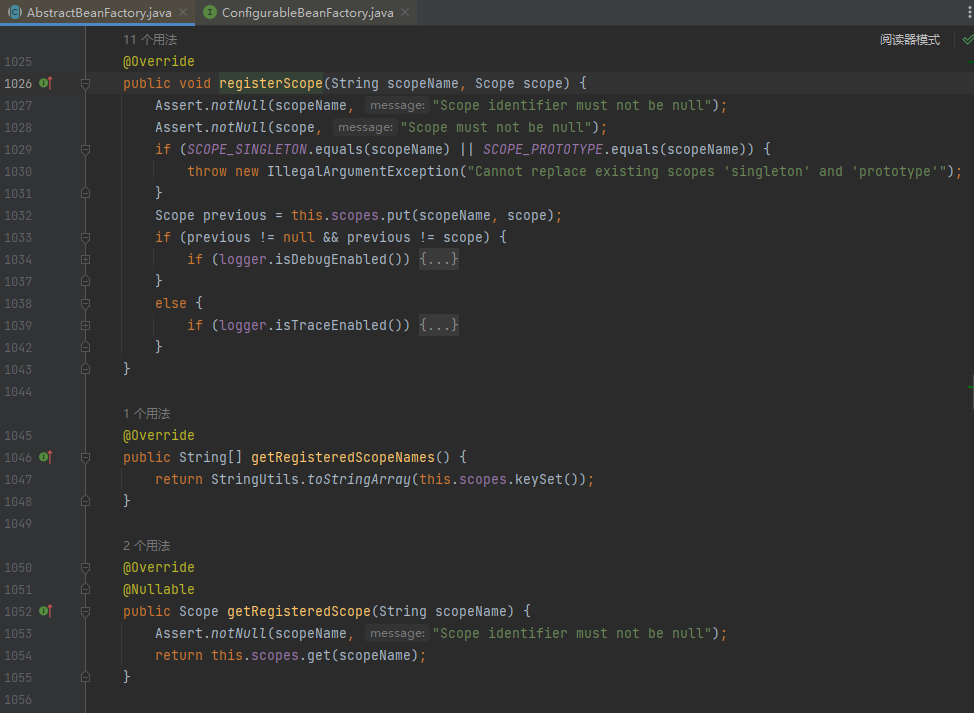 AbstractBeanFactory.java × ConfigurableBeanFactory.java ×
11 个用法 阅读器模式
1025 @Override
1026 public void registerScope(String scopeName, Scope scope) {
1027 Assert.notNull(scopeName, message: "Scope identifier must not be null");
1028 Assert.notNull(scope, message: "Scope must not be null");
1029 if (SCOPE_SINGLETON.equals(scopeName) || SCOPE_PROTOTYPE.equals(scopeName)) {
1030 throw new IllegalArgumentException("Cannot replace existing scopes 'singleton' and 'prototype'");
1031 }
1032 Scope previous = this.scopes.put(scopeName, scope);
1033 if (previous != null && previous != scope) {
1034 if (logger.isDebugEnabled()) {...}
1037 }
1038 else {
1039 if (logger.isTraceEnabled()) {...}
1042 }
1043 }
1044
1 个用法
1045 @Override
1046 public String[] getRegisteredScopeNames() {
1047 return StringUtils.toStringArray(this.scopes.keySet());
1048 }
1049
2 个用法
1050 @Override
1051 @Nullable
1052 public Scope getRegisteredScope(String scopeName) {
1053 Assert.notNull(scopeName, message: "Scope identifier must not be null");
1054 return this.scopes.get(scopeName);
1055 }
1056